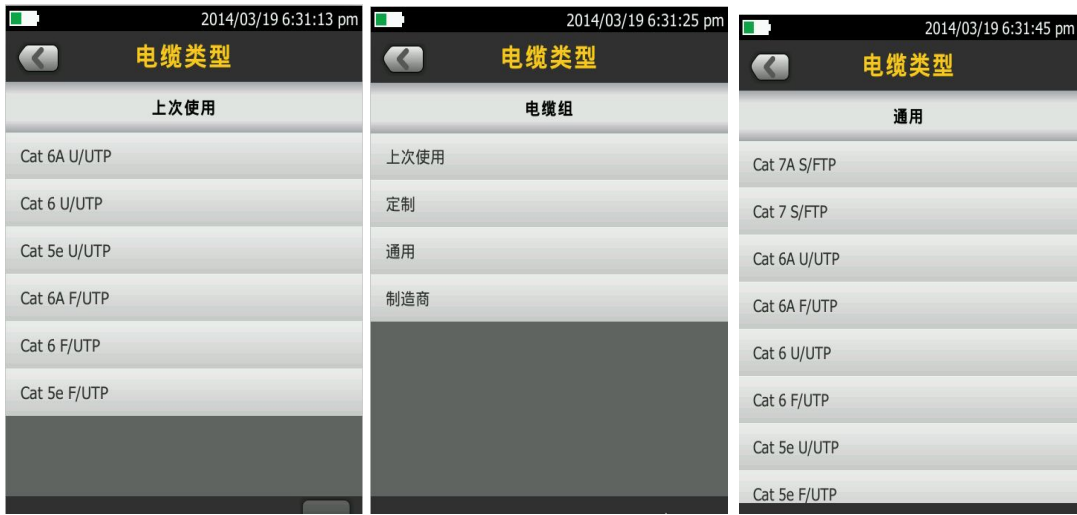 2014/03/19 6:31:13 pm
电缆类型
上次使用
Cat 6A U/UTP
Cat 6 U/UTP
Cat 5e U/UTP
Cat 6A F/UTP
Cat 6 F/UTP
Cat 5e F/UTP
2014/03/19 6:31:25 pm
电缆类型
电缆组
上次使用
定制
通用
制造商
2014/03/19 6:31:45 pm
电缆类型
通用
Cat 7A S/FTP
Cat 7 S/FTP
Cat 6A U/UTP
Cat 6A F/UTP
Cat 6 U/UTP
Cat 6 F/UTP
Cat 5e U/UTP
Cat 5e F/UTP